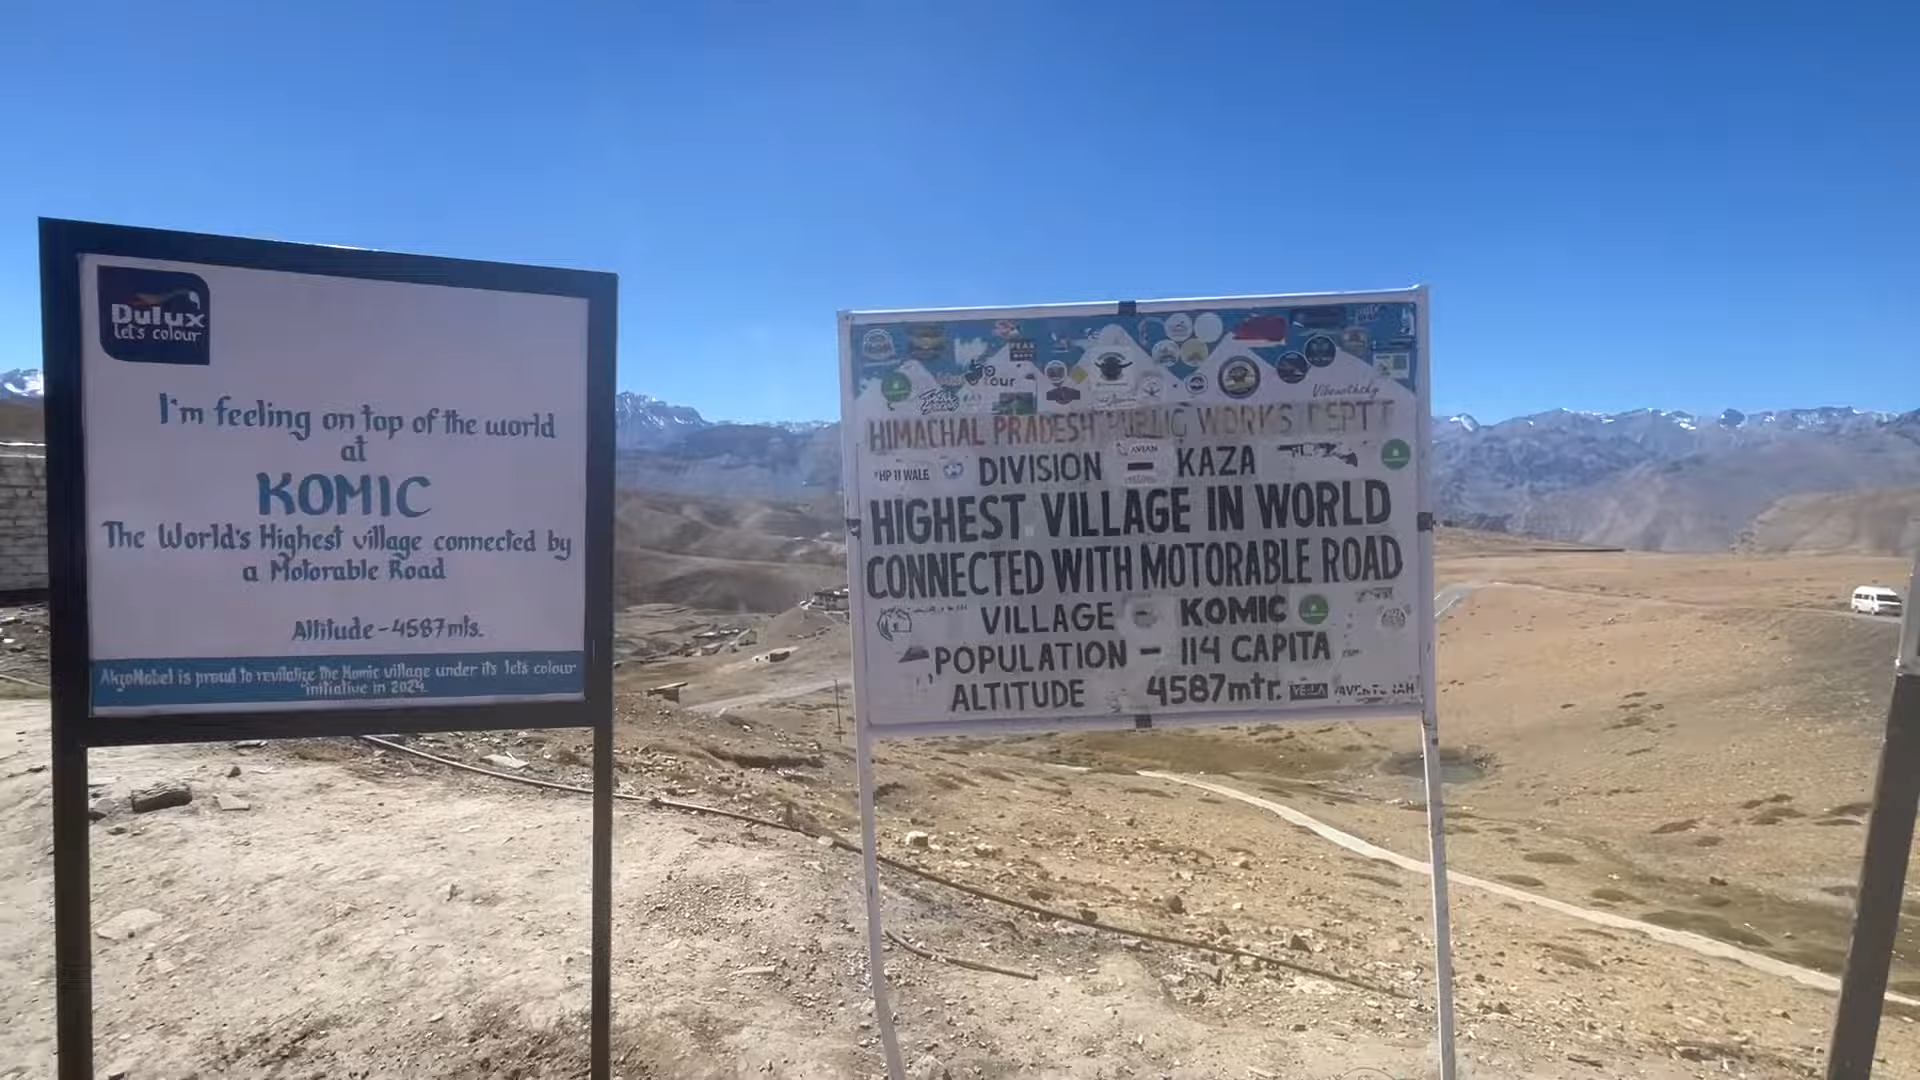 Dulux
let's colour
I'm feeling on top of the world
at
KOMIC
The World's Highest village connected by
a Motorable Road
Altitude-4587mts.
AkzoNobel is proud to revitalize the Komic village under its let's colour
initiative in 2024.
Vibewithsky
HIMACHAL PRADESH PUBLIC WORKS DEPTT
HP 11 WALE
DIVISION KAZA
AVIAN
HIGHEST VILLAGE IN WORLD
CONNECTED WITH MOTORABLE ROAD
VILLAGE KOMIC
POPULATION - 114 CAPITA
ALTITUDE 4587mtr.